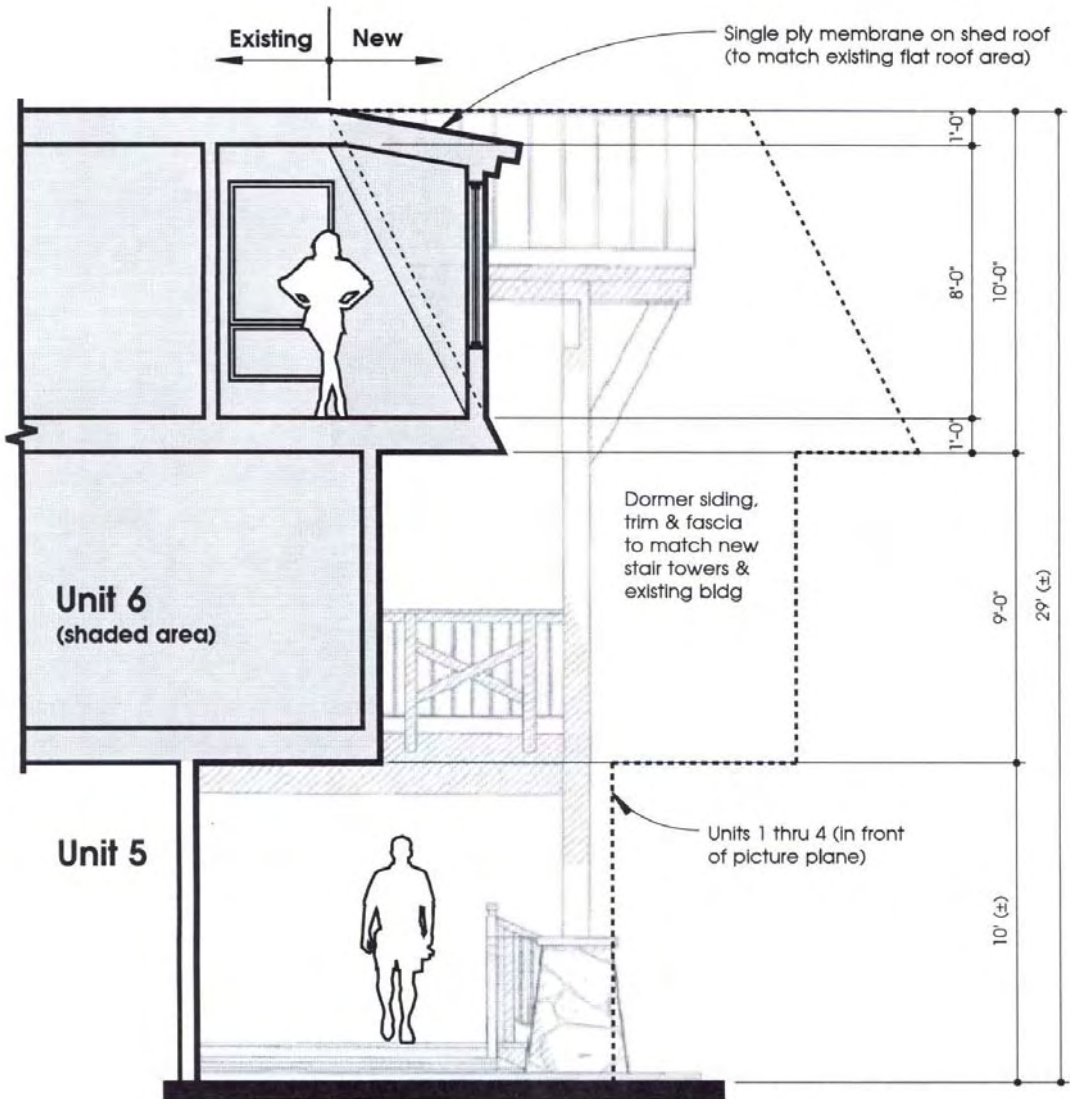 Existing New
Single ply membrane on shed roof
(to match existing flat roof area)
1'-0"
8'-0"
10'-0"
1'-0"
Dormer siding,
trim & fascia
to match new
stair towers &
existing bldg
Unit 6
(shaded area)
9'-0"
29' (±)
Unit 5
Units 1 thru 4 (in front
of picture plane)
10' (±)